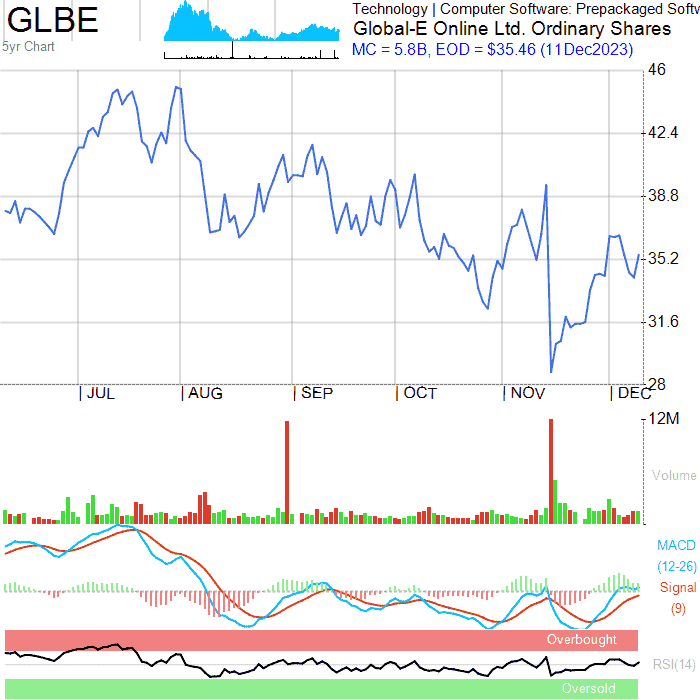 GLBE
5yr Chart
Technology | Computer Software: Prepackaged Softw
Global-E Online Ltd. Ordinary Shares
MC = 5.8B, EOD = $35.46 (11Dec2023)
46
42.4
38.8
35.2
31.6
28
| JUL | AUG | SEP | OCT | NOV | DEC
12M
Volume
MACD
(12-26)
Signal
(9)
Overbought
RSI(14)
Oversold